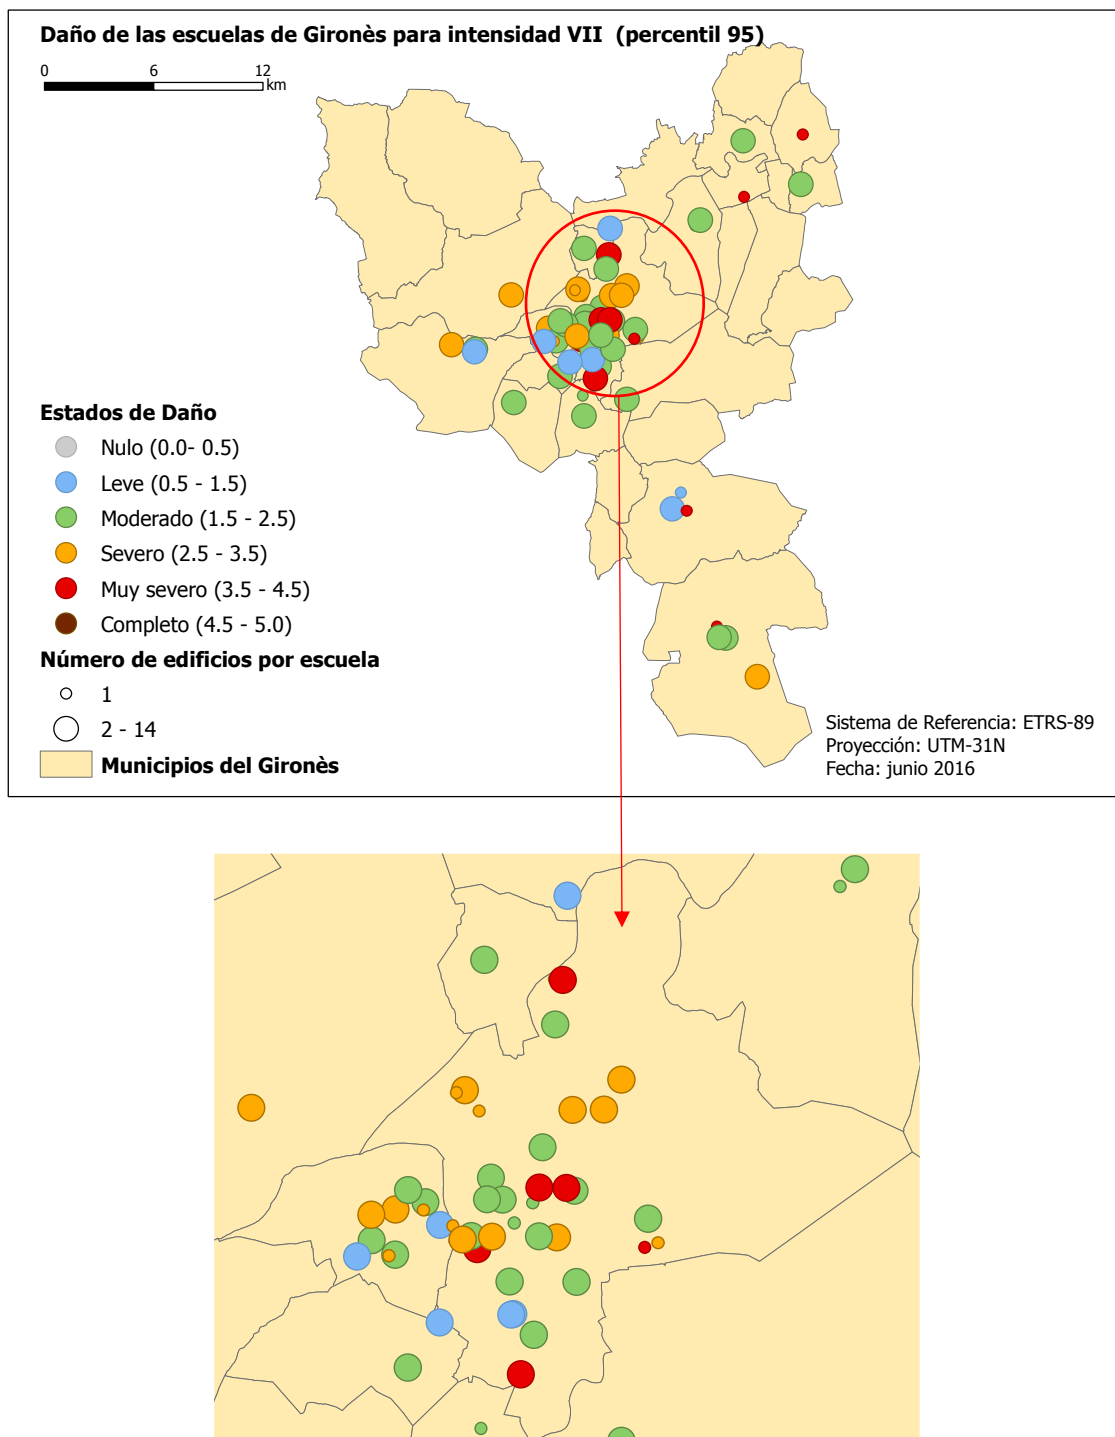 Daño de las escuelas de Gironès para intensidad VII (percentil 95)
0 6 12
km
Estados de Daño
Nulo (0.0- 0.5)
Leve (0.5 - 1.5)
Moderado (1.5 - 2.5)
Severo (2.5 - 3.5)
Muy severo (3.5 - 4.5)
Completo (4.5 - 5.0)
Número de edificios por escuela
1
2 - 14
Municipios del Gironès
Sistema de Referencia: ETRS-89
Proyección: UTM-31N
Fecha: junio 2016